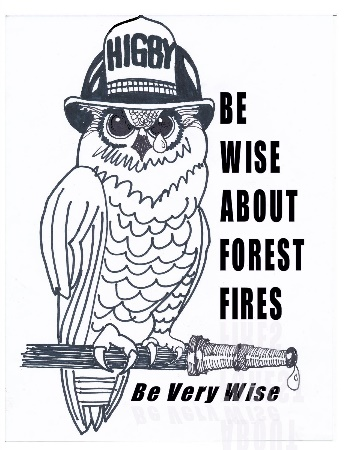 HIGBY
BE
WISE
ABOUT
FOREST
FIRES
Be Very Wise